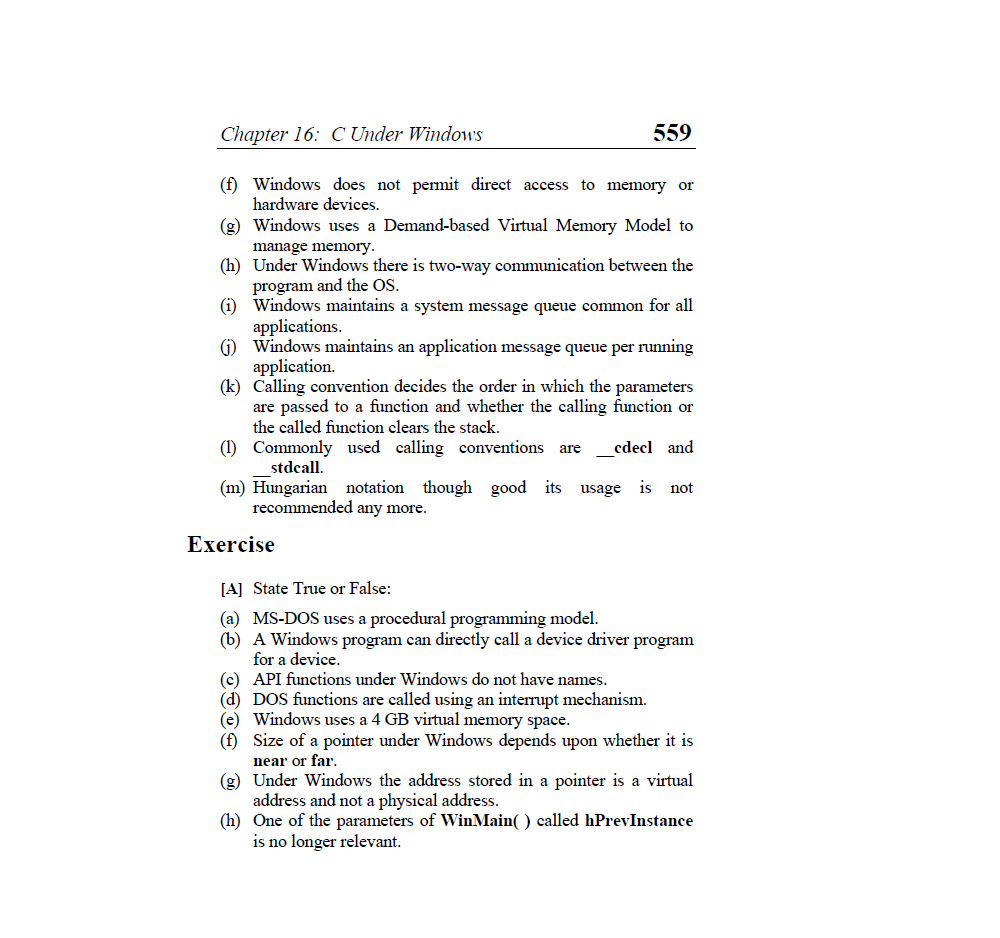 Chapter 16: C Under Windows 559
(f) Windows does not permit direct access to memory or
hardware devices.
(g) Windows uses a Demand-based Virtual Memory Model to
manage memory.
(h) Under Windows there is two-way communication between the
program and the OS.
(i) Windows maintains a system message queue common for all
applications.
(j) Windows maintains an application message queue per running
application.
(k) Calling convention decides the order in which the parameters
are passed to a function and whether the calling function or
the called function clears the stack.
(l) Commonly used calling conventions are __cdecl and
__stdcall.
(m) Hungarian notation though good its usage is not
recommended any more.
Exercise
[A] State True or False:
(a) MS-DOS uses a procedural programming model.
(b) A Windows program can directly call a device driver program
for a device.
(c) API functions under Windows do not have names.
(d) DOS functions are called using an interrupt mechanism.
(e) Windows uses a 4 GB virtual memory space.
(f) Size of a pointer under Windows depends upon whether it is
near or far.
(g) Under Windows the address stored in a pointer is a virtual
address and not a physical address.
(h) One of the parameters of WinMain( ) called hPrevInstance
is no longer relevant.